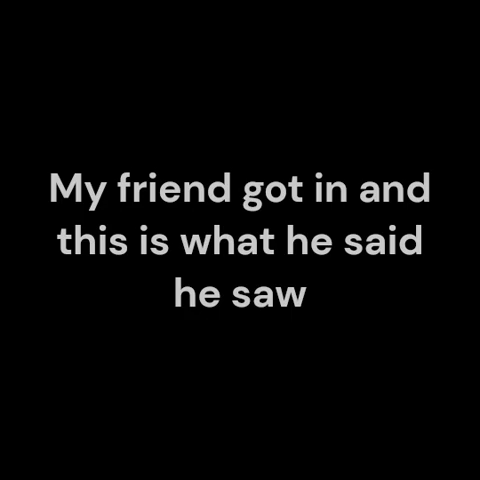 My friend got in and
this is what he said
he saw